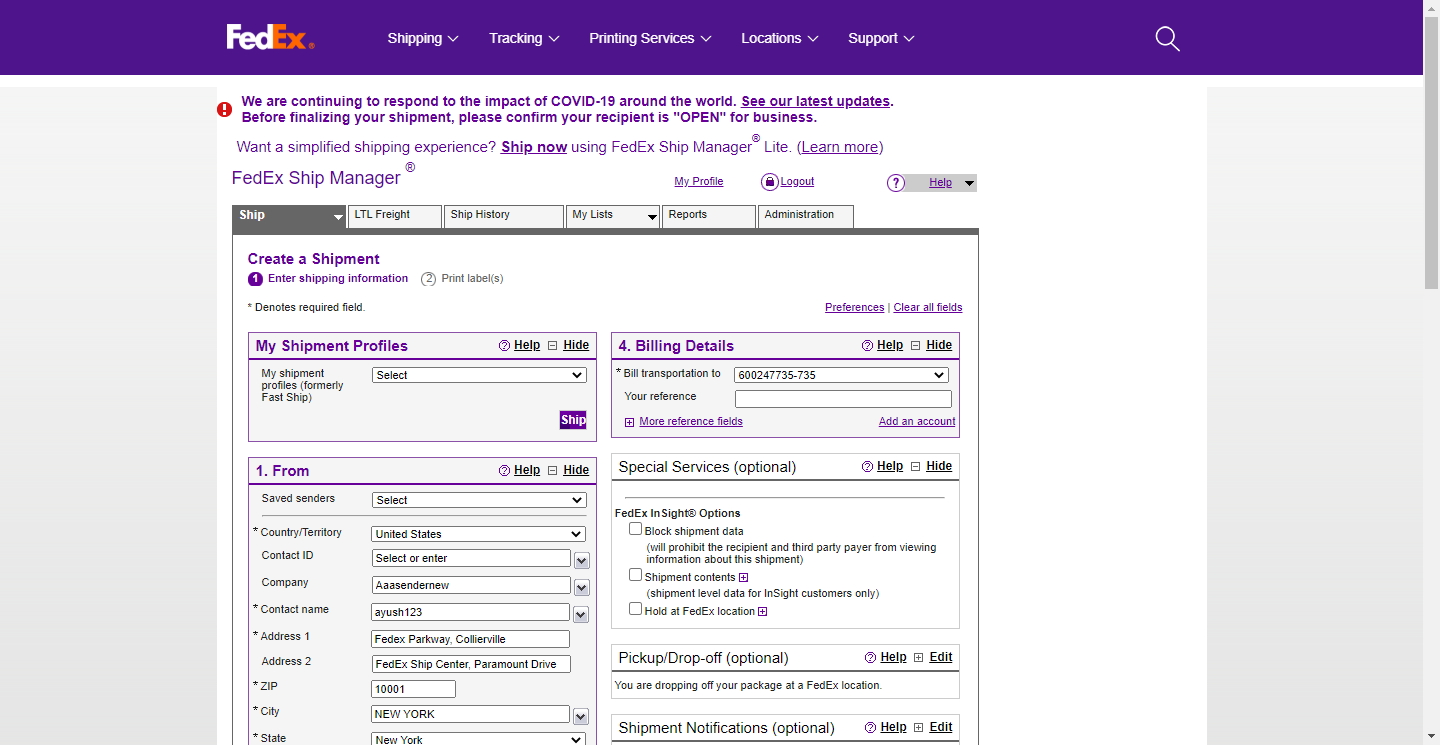 FedEx®
Shipping
Tracking
Printing Services
Locations
Support
We are continuing to respond to the impact of COVID-19 around the world. See our latest updates.
Before finalizing your shipment, please confirm your recipient is "OPEN" for business.
Want a simplified shipping experience? Ship now using FedEx Ship Manager® Lite. (Learn more)
FedEx Ship Manager ®
My Profile
Logout
? Help
Ship
LTL Freight
Ship History
My Lists
Reports
Administration
Create a Shipment
1 Enter shipping information
2 Print label(s)
* Denotes required field.
Preferences | Clear all fields
My Shipment Profiles
? Help
Hide
My shipment
profiles (formerly
Fast Ship)
Select
Ship
1. From
? Help
Hide
Saved senders
Select
* Country/Territory
United States
Contact ID
Select or enter
Company
Aaasendernew
* Contact name
ayush123
* Address 1
Fedex Parkway, Collierville
Address 2
FedEx Ship Center, Paramount Drive
* ZIP
10001
* City
NEW YORK
* State
New York
4. Billing Details
? Help
Hide
* Bill transportation to
600247735-735
Your reference
More reference fields
Add an account
Special Services (optional)
? Help
Hide
FedEx InSight® Options
Block shipment data
(will prohibit the recipient and third party payer from viewing
information about this shipment)
Shipment contents
(shipment level data for InSight customers only)
Hold at FedEx location
Pickup/Drop-off (optional)
? Help
Edit
You are dropping off your package at a FedEx location.
Shipment Notifications (optional)
? Help
Edit